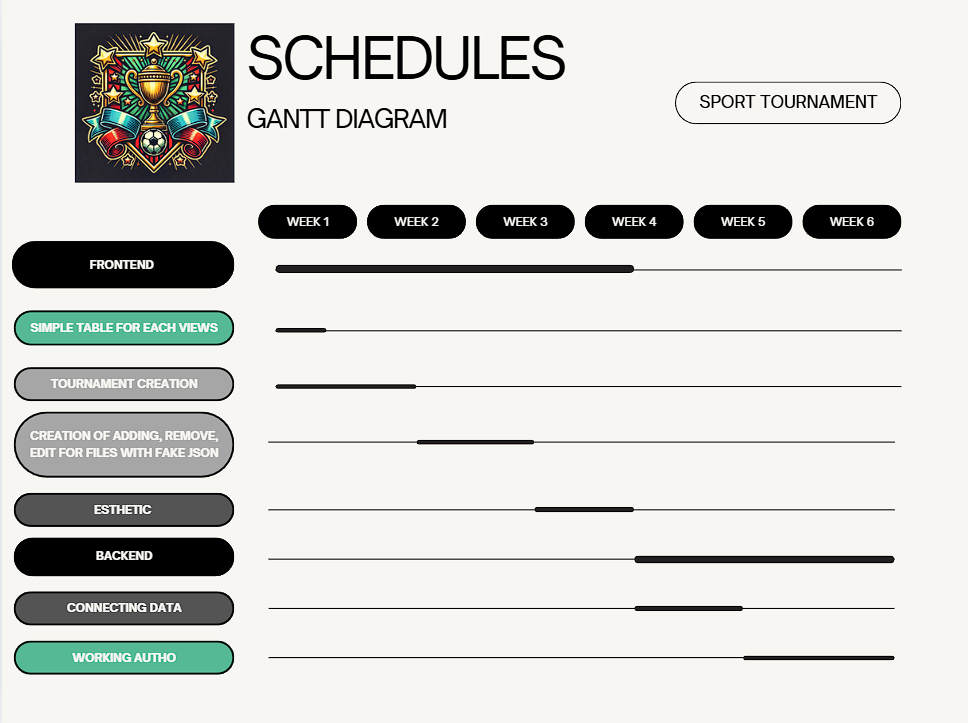 SCHEDULES
GANTT DIAGRAM
SPORT TOURNAMENT
WEEK 1
WEEK 2
WEEK 3
WEEK 4
WEEK 5
WEEK 6
FRONTEND
SIMPLE TABLE FOR EACH VIEWS
TOURNAMENT CREATION
CREATION OF ADDING, REMOVE,
EDIT FOR FILES WITH FAKE JSON
ESTHETIC
BACKEND
CONNECTING DATA
WORKING AUTHO